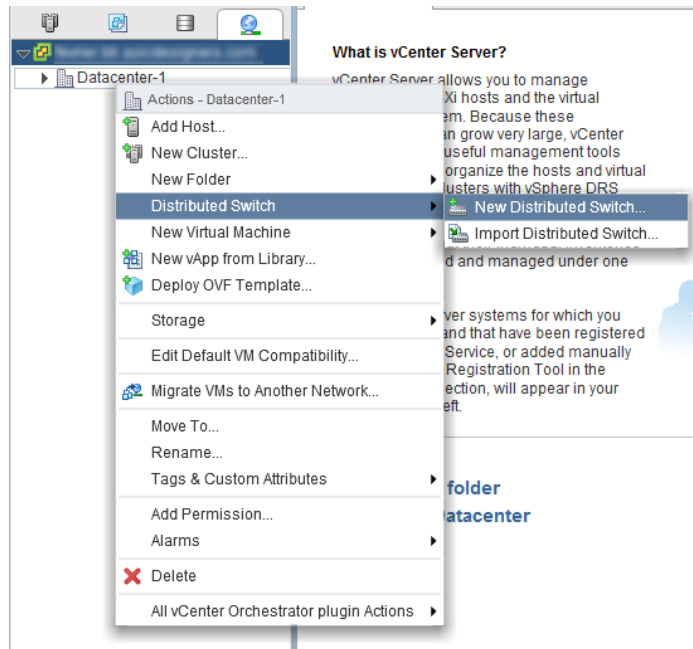 Datacenter-1
Actions - Datacenter-1
Add Host...
New Cluster...
New Folder
Distributed Switch
New Virtual Machine
New vApp from Library...
Deploy OVF Template...
Storage
Edit Default VM Compatibility...
Migrate VMs to Another Network...
Move To...
Rename...
Tags & Custom Attributes
Add Permission...
Alarms
Delete
All vCenter Orchestrator plugin Actions
New Distributed Switch...
Import Distributed Switch...
What is vCenter Server?
vCenter Server allows you to manage
Xi hosts and the virtual
em. Because these
an grow very large, vCenter
useful management tools
organize the hosts and virtual
usters with vSphere DRS
d and managed under one
ver systems for which you
and that have been registered
Service, or added manually
Registration Tool in the
ection, will appear in your
eft.
folder
atacenter